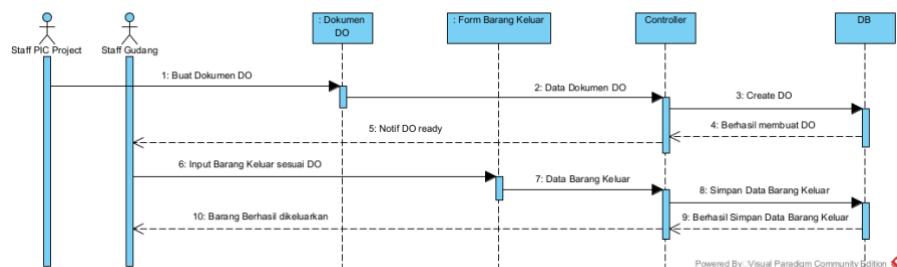 : Dokumen
DO
: Form Barang Keluar
Controller
DB
Staff PIC Project
Staff Gudang
1: Buat Dokumen DO
2: Data Dokumen DO
3: Create DO
4: Berhasil membuat DO
5: Notif DO ready
6: Input Barang Keluar sesuai DO
7: Data Barang Keluar
8: Simpan Data Barang Keluar
9: Berhasil Simpan Data Barang Keluar
10: Barang Berhasil dikeluarkan
Powered By: Visual Paradigm Community Edition